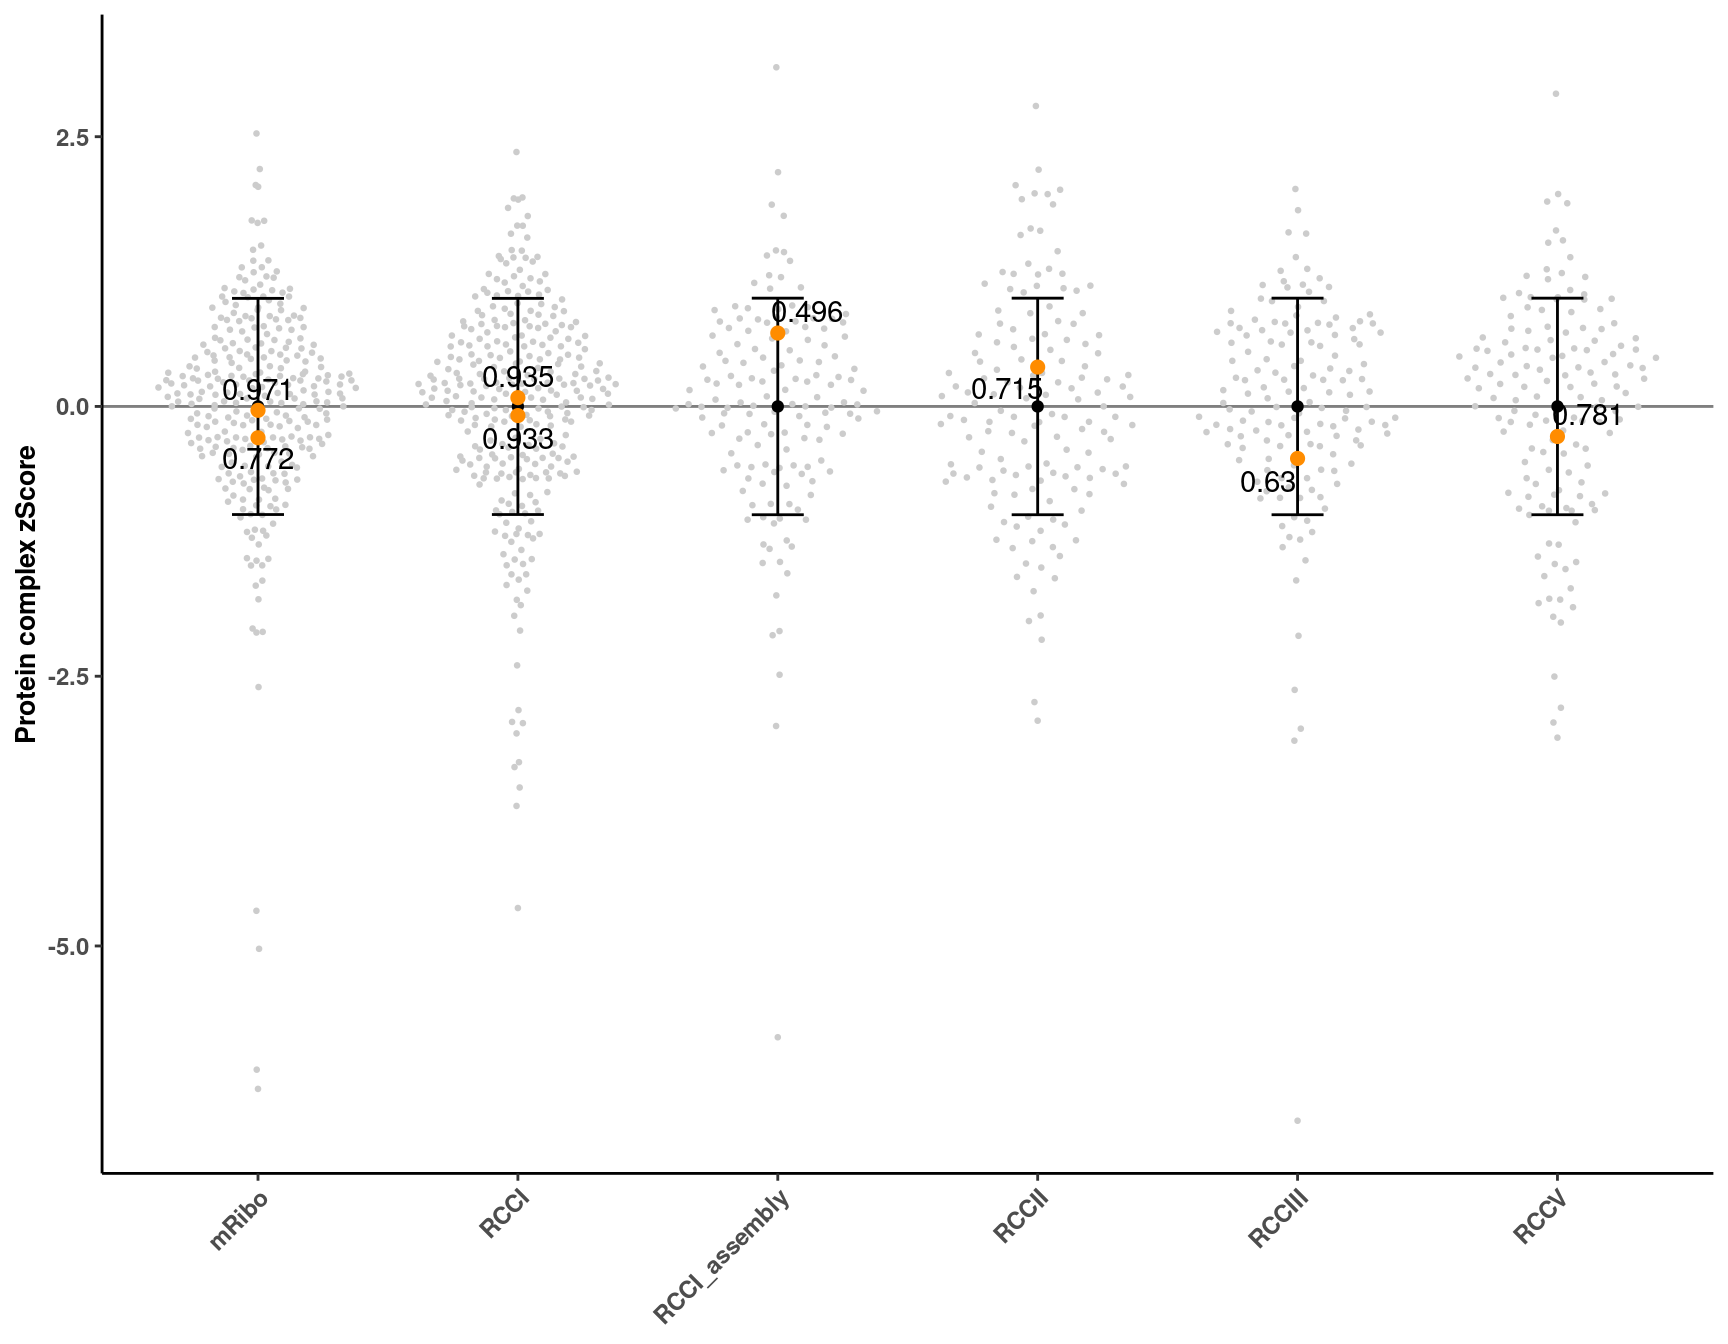 2.5
0.0
-2.5
-5.0
Protein complex zScore
0.971
0.772
0.935
0.933
0.496
0.715
0.63
0.781
mRibo
RCCI
RCCI_assembly
RCCII
RCCIII
RCCV